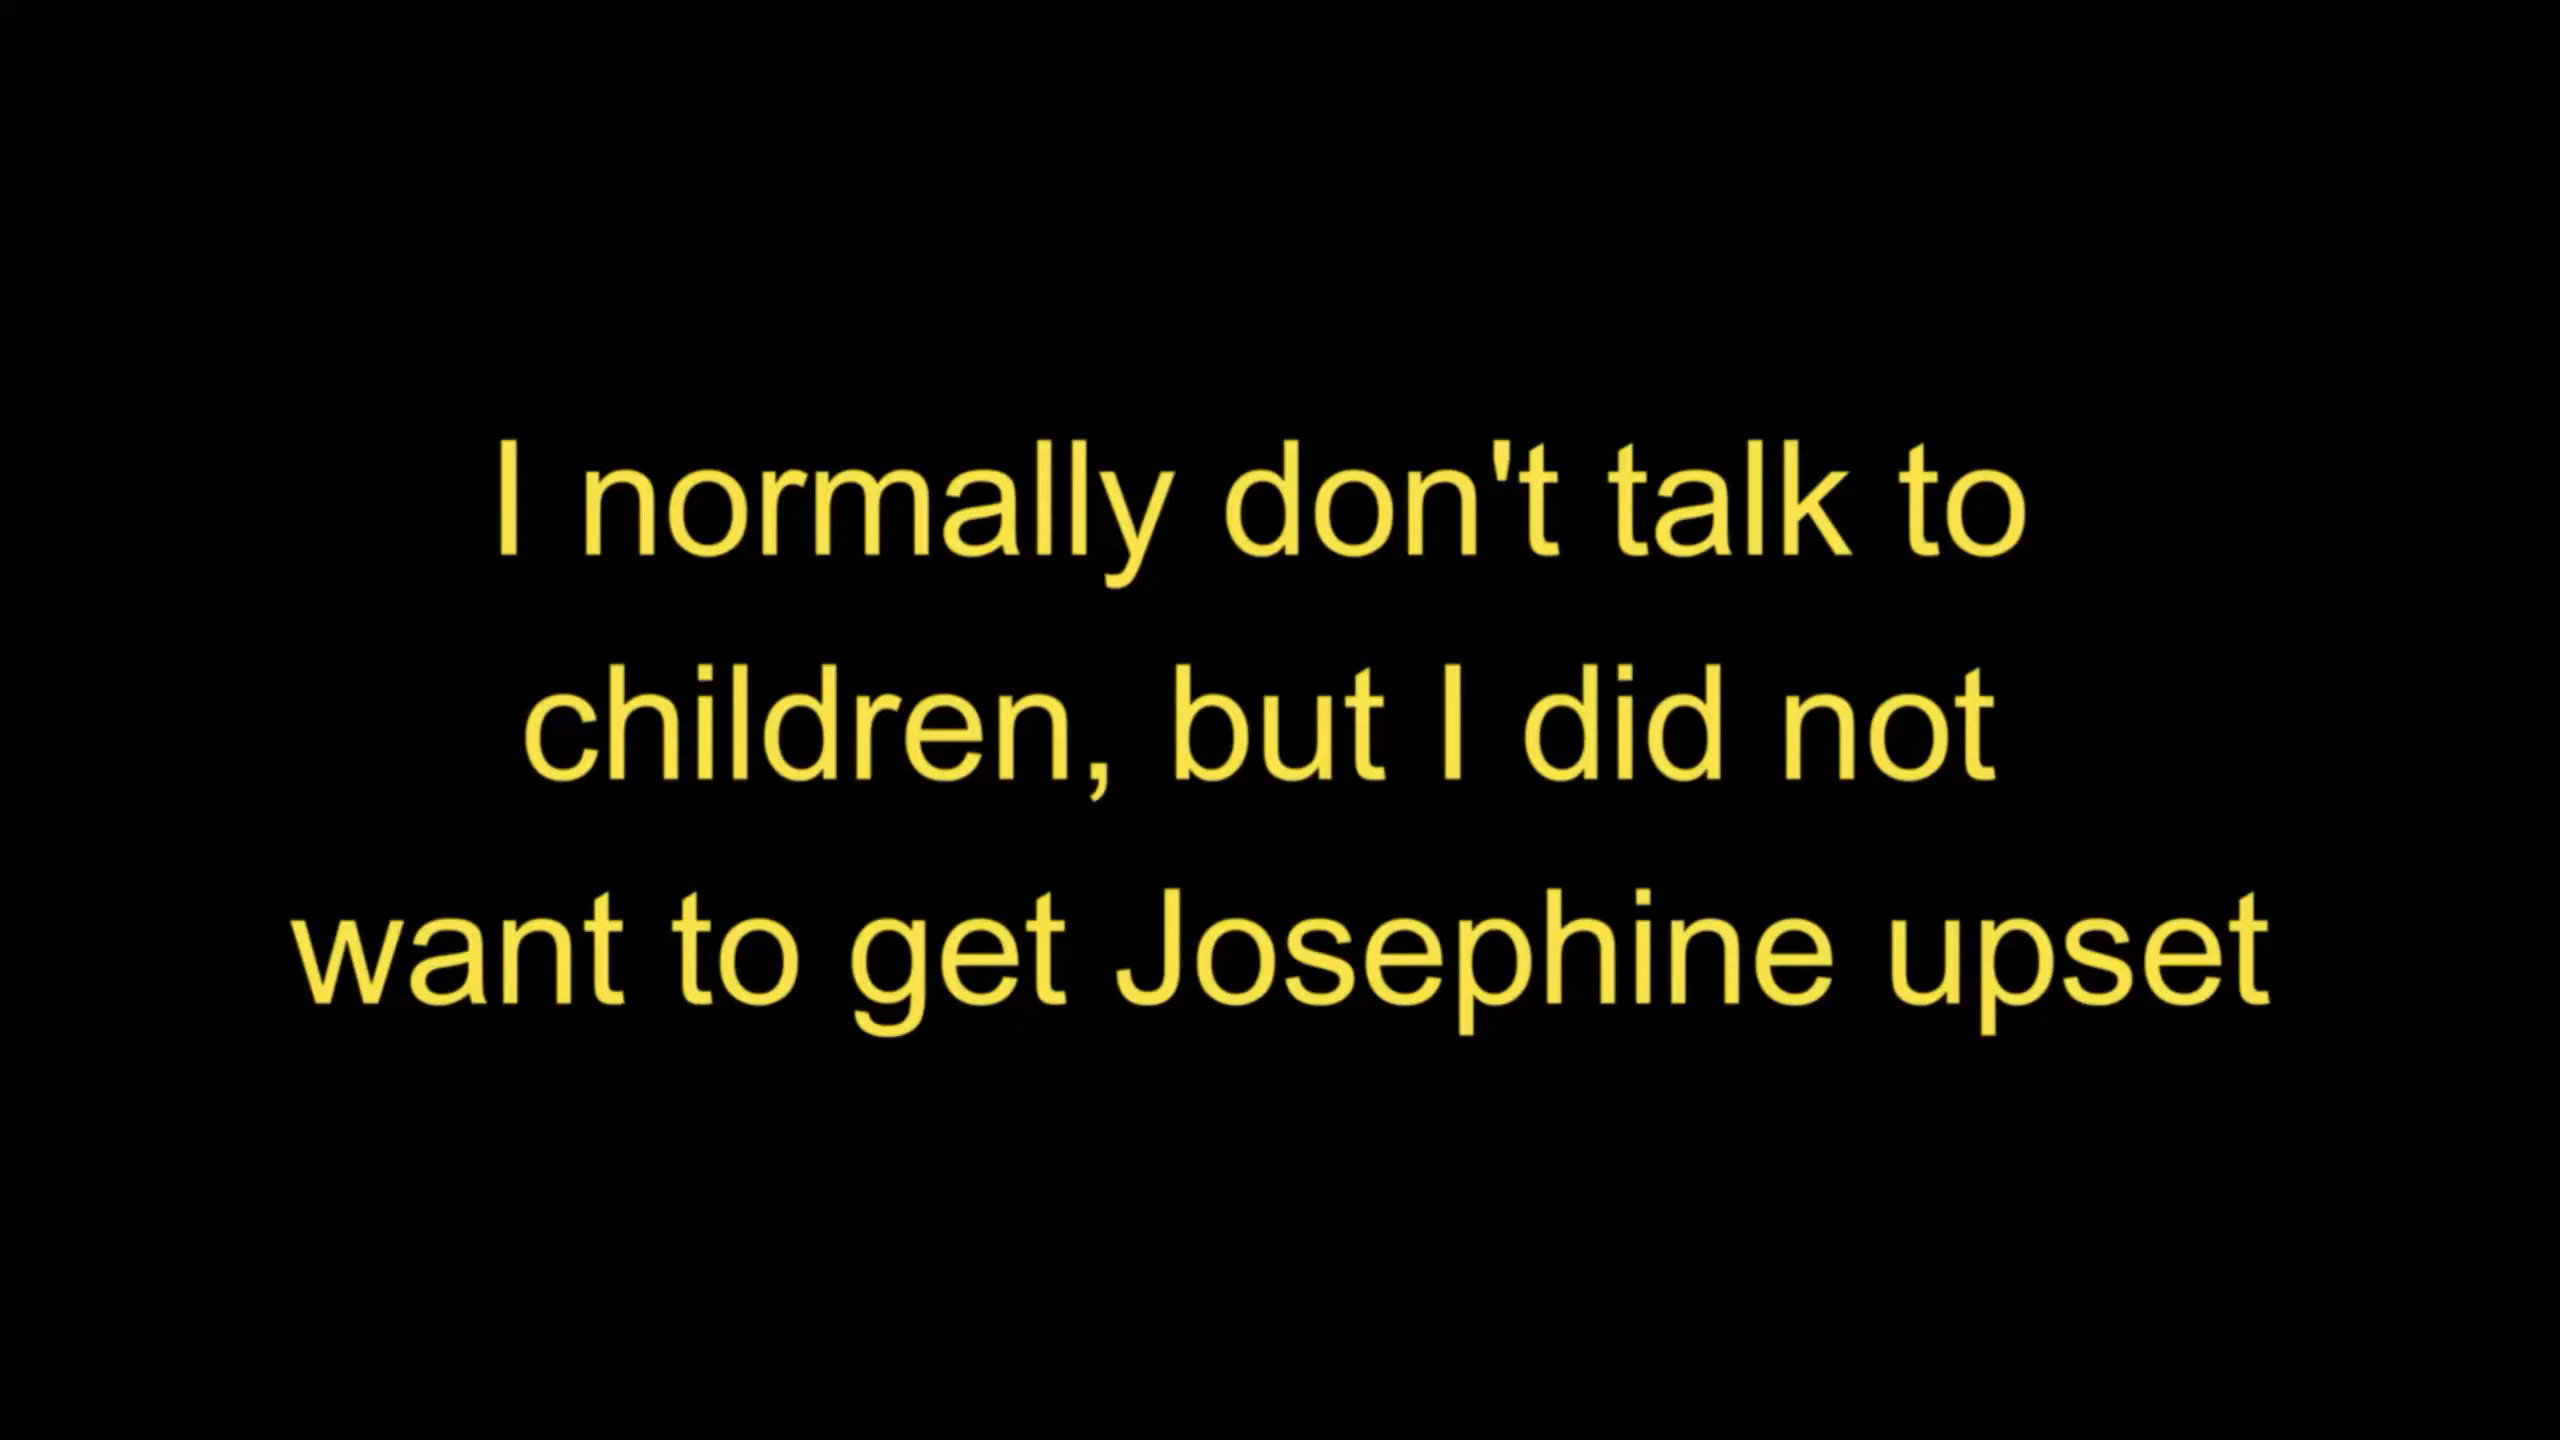 I normally don't talk to
children, but I did not
want to get Josephine upset